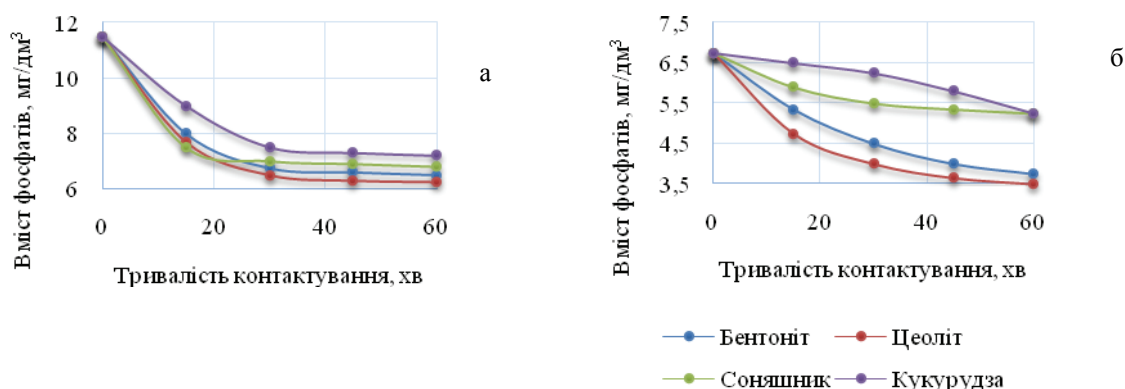 Вміст фосфатів, мг/дм³
12
10
8
6
0 20 40 60
Тривалість контактування, хв
а
Вміст фосфатів, мг/дм³
7,5
6,5
5,5
4,5
3,5
0 20 40 60
Тривалість контактування, хв
б
Бентоніт Цеоліт
Соняшник Кукурудза